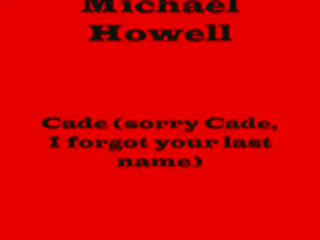 Michael
Howell
Cade (sorry Cade,
I forgot your last
name)